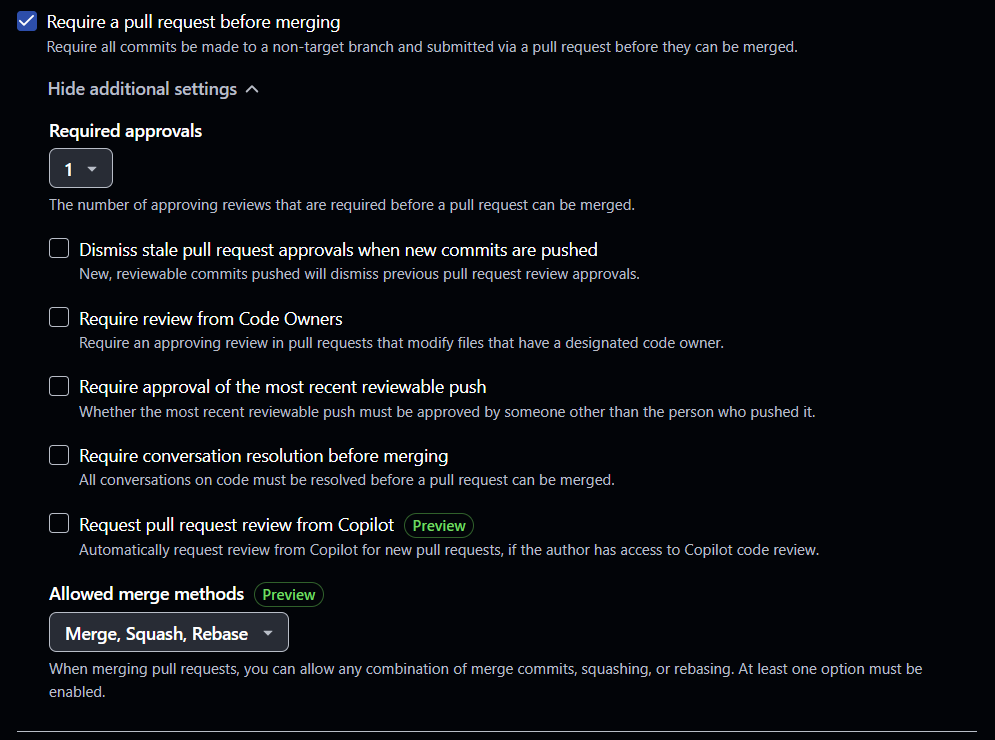 Require a pull request before merging
Require all commits be made to a non-target branch and submitted via a pull request before they can be merged.
Hide additional settings
Required approvals
1
The number of approving reviews that are required before a pull request can be merged.
Dismiss stale pull request approvals when new commits are pushed
New, reviewable commits pushed will dismiss previous pull request review approvals.
Require review from Code Owners
Require an approving review in pull requests that modify files that have a designated code owner.
Require approval of the most recent reviewable push
Whether the most recent reviewable push must be approved by someone other than the person who pushed it.
Require conversation resolution before merging
All conversations on code must be resolved before a pull request can be merged.
Request pull request review from Copilot Preview
Automatically request review from Copilot for new pull requests, if the author has access to Copilot code review.
Allowed merge methods Preview
Merge, Squash, Rebase
When merging pull requests, you can allow any combination of merge commits, squashing, or rebasing. At least one option must be
enabled.